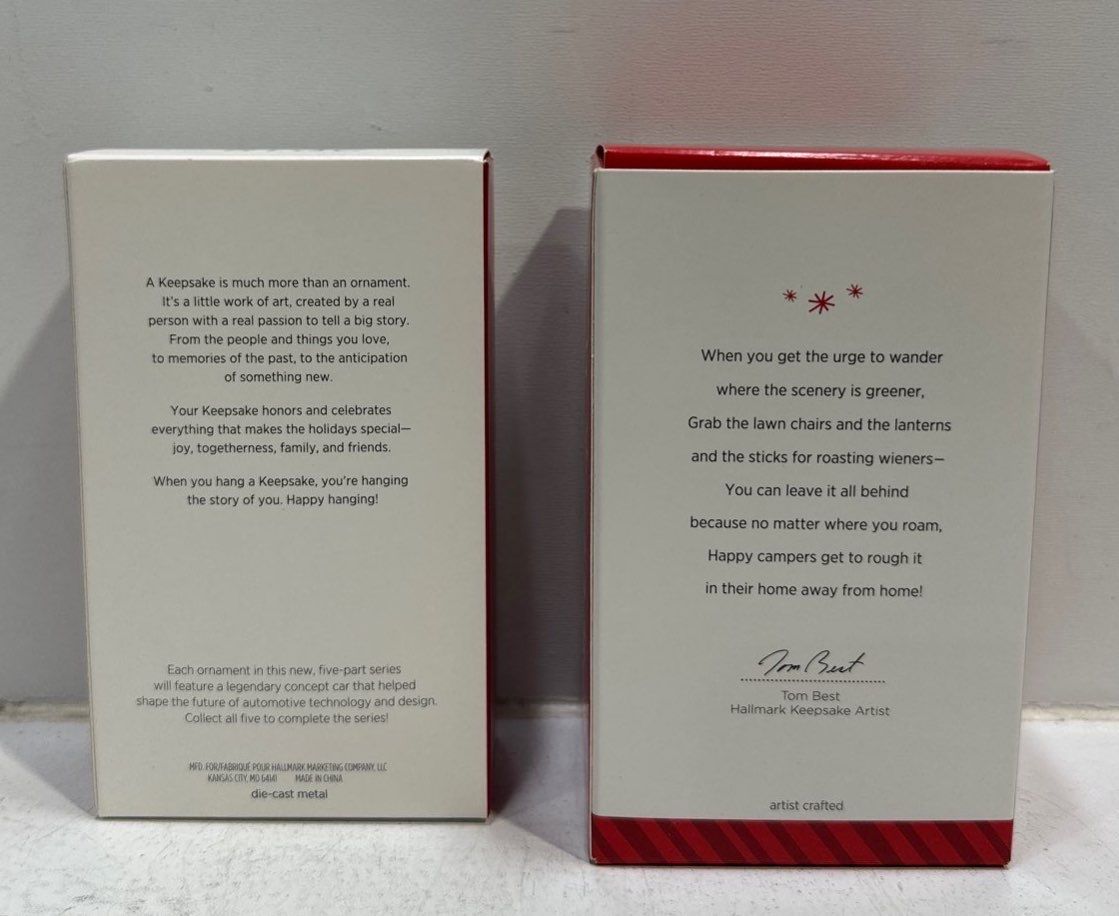 A Keepsake is much more than an ornament.
It's a little work of art, created by a real
person with a real passion to tell a big story.
From the people and things you love,
to memories of the past, to the anticipation
of something new.
Your Keepsake honors and celebrates
everything that makes the holidays special—
joy, togetherness, family, and friends.
When you hang a Keepsake, you're hanging
the story of you. Happy hanging!
Each ornament in this new, five-part series
will feature a legendary concept car that helped
shape the future of automotive technology and design.
Collect all five to complete the series!
MFD. FOR/FABRIQUÉ POUR HALLMARK MARKETING COMPANY, LLC
KANSAS CITY, MO 64141 MADE IN CHINA
die-cast metal
When you get the urge to wander
where the scenery is greener,
Grab the lawn chairs and the lanterns
and the sticks for roasting wieners—
You can leave it all behind
because no matter where you roam,
Happy campers get to rough it
in their home away from home!
Tom Best
Tom Best
Hallmark Keepsake Artist
artist crafted